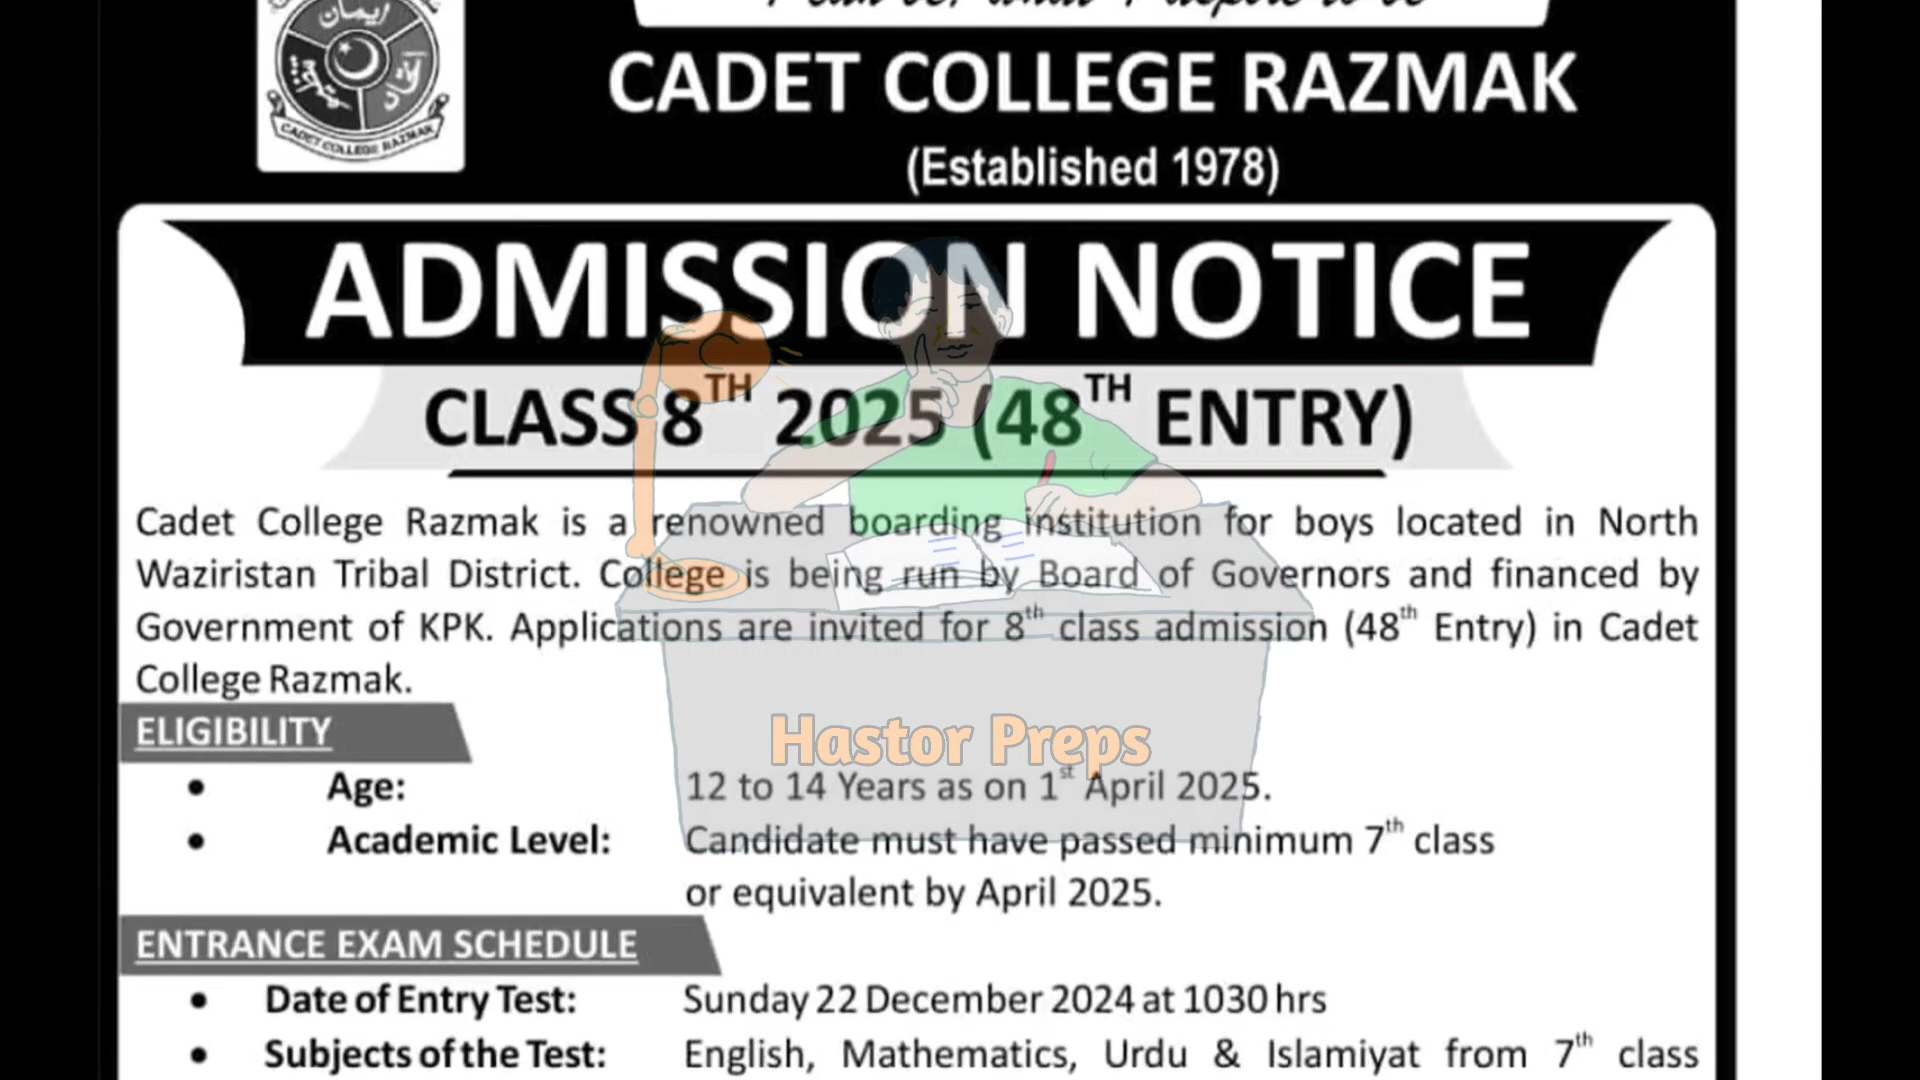 ایمان
اتحاد
CADET COLLEGE RAZMAK
CADET COLLEGE RAZMAK
(Established 1978)
ADMISSION NOTICE
CLASS 8TH 2025 (48TH ENTRY)
Cadet College Razmak is a renowned boarding institution for boys located in North
Waziristan Tribal District. College is being run by Board of Governors and financed by
Government of KPK. Applications are invited for 8th class admission (48th Entry) in Cadet
College Razmak.
ELIGIBILITY
Hastor Preps
• Age: 12 to 14 Years as on 1st April 2025.
• Academic Level: Candidate must have passed minimum 7th class
or equivalent by April 2025.
ENTRANCE EXAM SCHEDULE
• Date of Entry Test: Sunday 22 December 2024 at 1030 hrs
• Subjects of the Test: English, Mathematics, Urdu & Islamiyat from 7th class